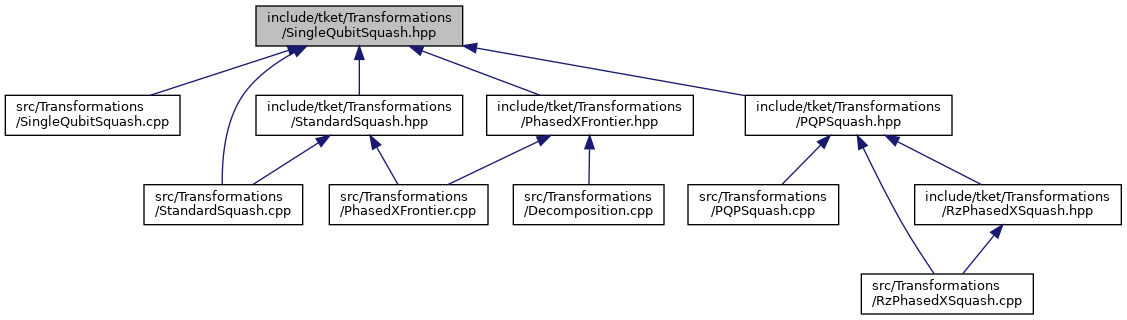 include/tket/Transformations
/SingleQubitSquash.hpp
src/Transformations
/SingleQubitSquash.cpp
include/tket/Transformations
/StandardSquash.hpp
include/tket/Transformations
/PhasedXFrontier.hpp
include/tket/Transformations
/PQPSquash.hpp
src/Transformations
/StandardSquash.cpp
src/Transformations
/PhasedXFrontier.cpp
src/Transformations
/Decomposition.cpp
src/Transformations
/PQPSquash.cpp
include/tket/Transformations
/RzPhasedXSquash.hpp
src/Transformations
/RzPhasedXSquash.cpp